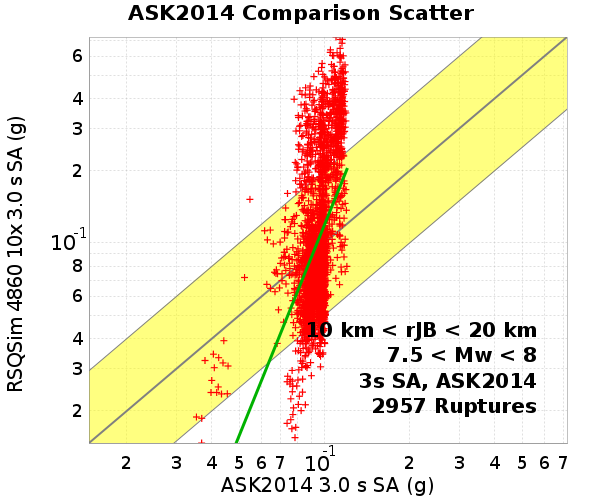 ASK2014 Comparison Scatter
RSQSim 4860 10x 3.0 s SA (g)
6
4
3
2
10⁻¹
8
6
4
3
2
10 km < rJB < 20 km
7.5 < Mw < 8
3s SA, ASK2014
2957 Ruptures
2 3 4 5 6 7 10⁻¹ 2 3 4 5 6 7
ASK2014 3.0 s SA (g)